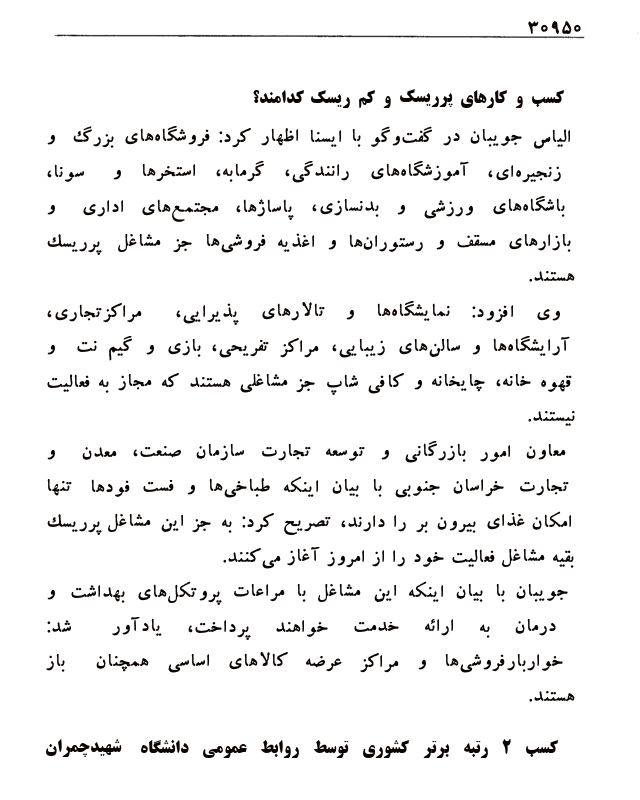 ۳۰۹۵۰
کسب و کارهای پرریسک و کم ریسک کدامند؟
الیاس جویبان در گفت‌وگو با ایسنا اظهار کرد: فروشگاه‌های بزرگ و
زنجیره‌ای، آموزشگاه‌های رانندگی، گرمابه، استخرها و سونا،
باشگاه‌های ورزشی و بدنسازی، پاساژها، مجتمع‌های اداری و
بازارهای مسقف و رستوران‌ها و اغذیه فروشی‌ها جز مشاغل پرریسک
هستند.
وی افزود: نمایشگاه‌ها و تالارهای پذیرایی، مراکزتجاری،
آرایشگاه‌ها و سالن‌های زیبایی، مراکز تفریحی، بازی و گیم نت و
قهوه خانه، چایخانه و کافی شاپ جز مشاغلی هستند که مجاز به فعالیت
نیستند.
معاون امور بازرگانی و توسعه تجارت سازمان صنعت، معدن و
تجارت خراسان جنوبی با بیان اینکه طباخی‌ها و فست فودها تنها
امکان غذای بیرون بر را دارند، تصریح کرد: به جز این مشاغل پرریسک
بقیه مشاغل فعالیت خود را از امروز آغاز می‌کنند.
جویبان با بیان اینکه این مشاغل با مراعات پروتکل‌های بهداشت و
درمان به ارائه خدمت خواهند پرداخت، یادآور شد:
خواربارفروشی‌ها و مراکز عرضه کالاهای اساسی همچنان باز
هستند.
کسب ۲ رتبه برتر کشوری توسط روابط عمومی دانشگاه شهیدچمران